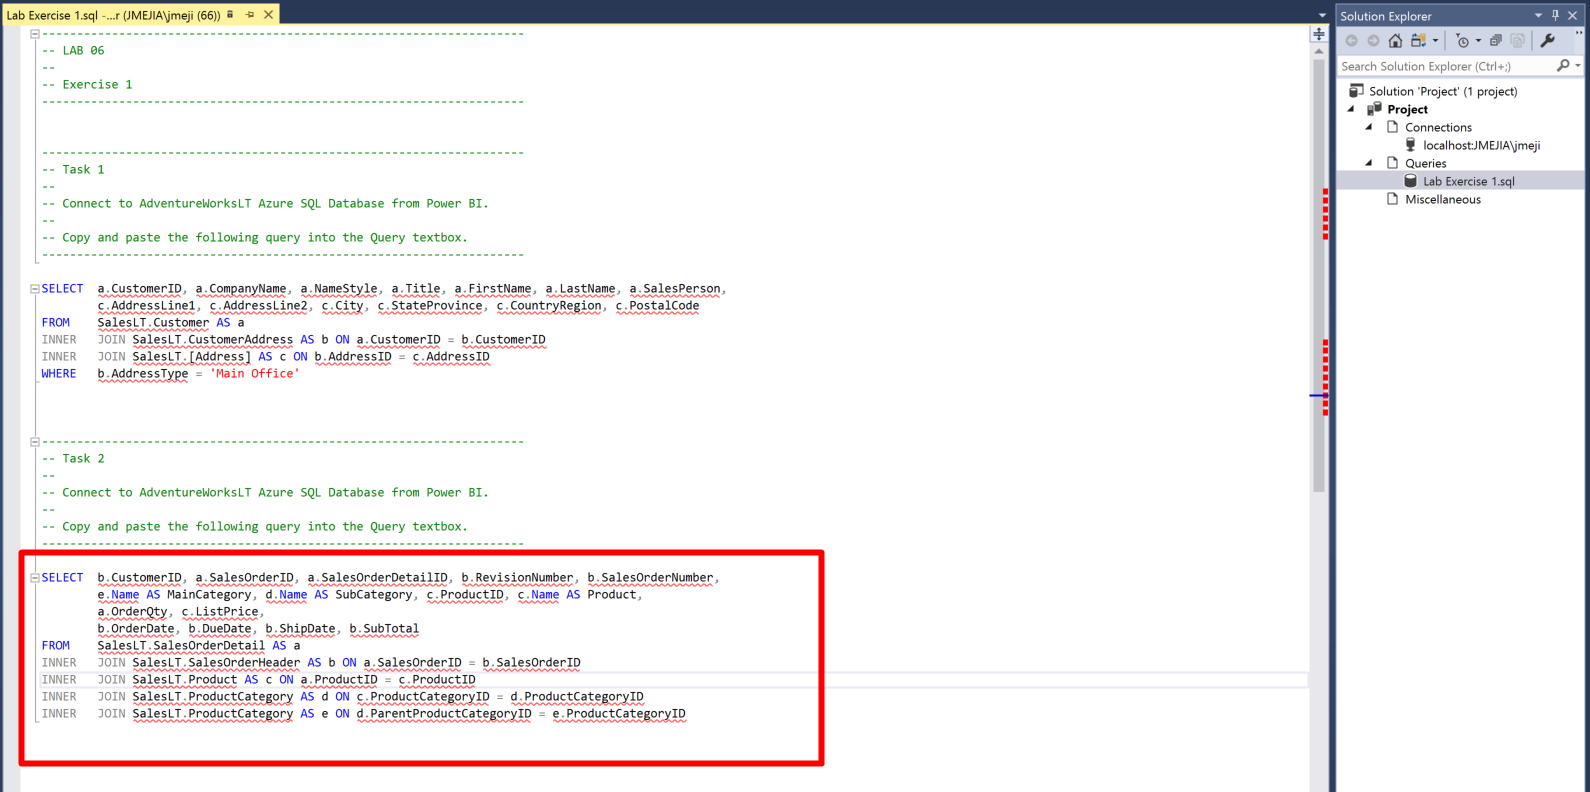 Lab Exercise 1.sql -...r (JMEJIA\jmeji (66))
--------------------------------------------------------------------
-- LAB 06
--
-- Exercise 1
---------------------------------------------------------------------
---------------------------------------------------------------------
-- Task 1
--
-- Connect to AdventureWorksLT Azure SQL Database from Power BI.
--
-- Copy and paste the following query into the Query textbox.
---------------------------------------------------------------------
SELECT a.CustomerID, a.CompanyName, a.NameStyle, a.Title, a.FirstName, a.LastName, a.SalesPerson,
c.AddressLine1, c.AddressLine2, c.City, c.StateProvince, c.CountryRegion, c.PostalCode
FROM SalesLT.Customer AS a
INNER JOIN SalesLT.CustomerAddress AS b ON a.CustomerID = b.CustomerID
INNER JOIN SalesLT.[Address] AS c ON b.AddressID = c.AddressID
WHERE b.AddressType = 'Main Office'
---------------------------------------------------------------------
-- Task 2
--
-- Connect to AdventureWorksLT Azure SQL Database from Power BI.
--
-- Copy and paste the following query into the Query textbox.
---------------------------------------------------------------------
SELECT b.CustomerID, a.SalesOrderID, a.SalesOrderDetailID, b.RevisionNumber, b.SalesOrderNumber,
e.Name AS MainCategory, d.Name AS SubCategory, c.ProductID, c.Name AS Product,
a.OrderQty, c.ListPrice,
b.OrderDate, b.DueDate, b.ShipDate, b.SubTotal
FROM SalesLT.SalesOrderDetail AS a
INNER JOIN SalesLT.SalesOrderHeader AS b ON a.SalesOrderID = b.SalesOrderID
INNER JOIN SalesLT.Product AS c ON a.ProductID = c.ProductID
INNER JOIN SalesLT.ProductCategory AS d ON c.ProductCategoryID = d.ProductCategoryID
INNER JOIN SalesLT.ProductCategory AS e ON d.ParentProductCategoryID = e.ProductCategoryID
Solution Explorer
Search Solution Explorer (Ctrl+;)
Solution 'Project' (1 project)
Project
Connections
localhost:JMEJIA\jmeji
Queries
Lab Exercise 1.sql
Miscellaneous